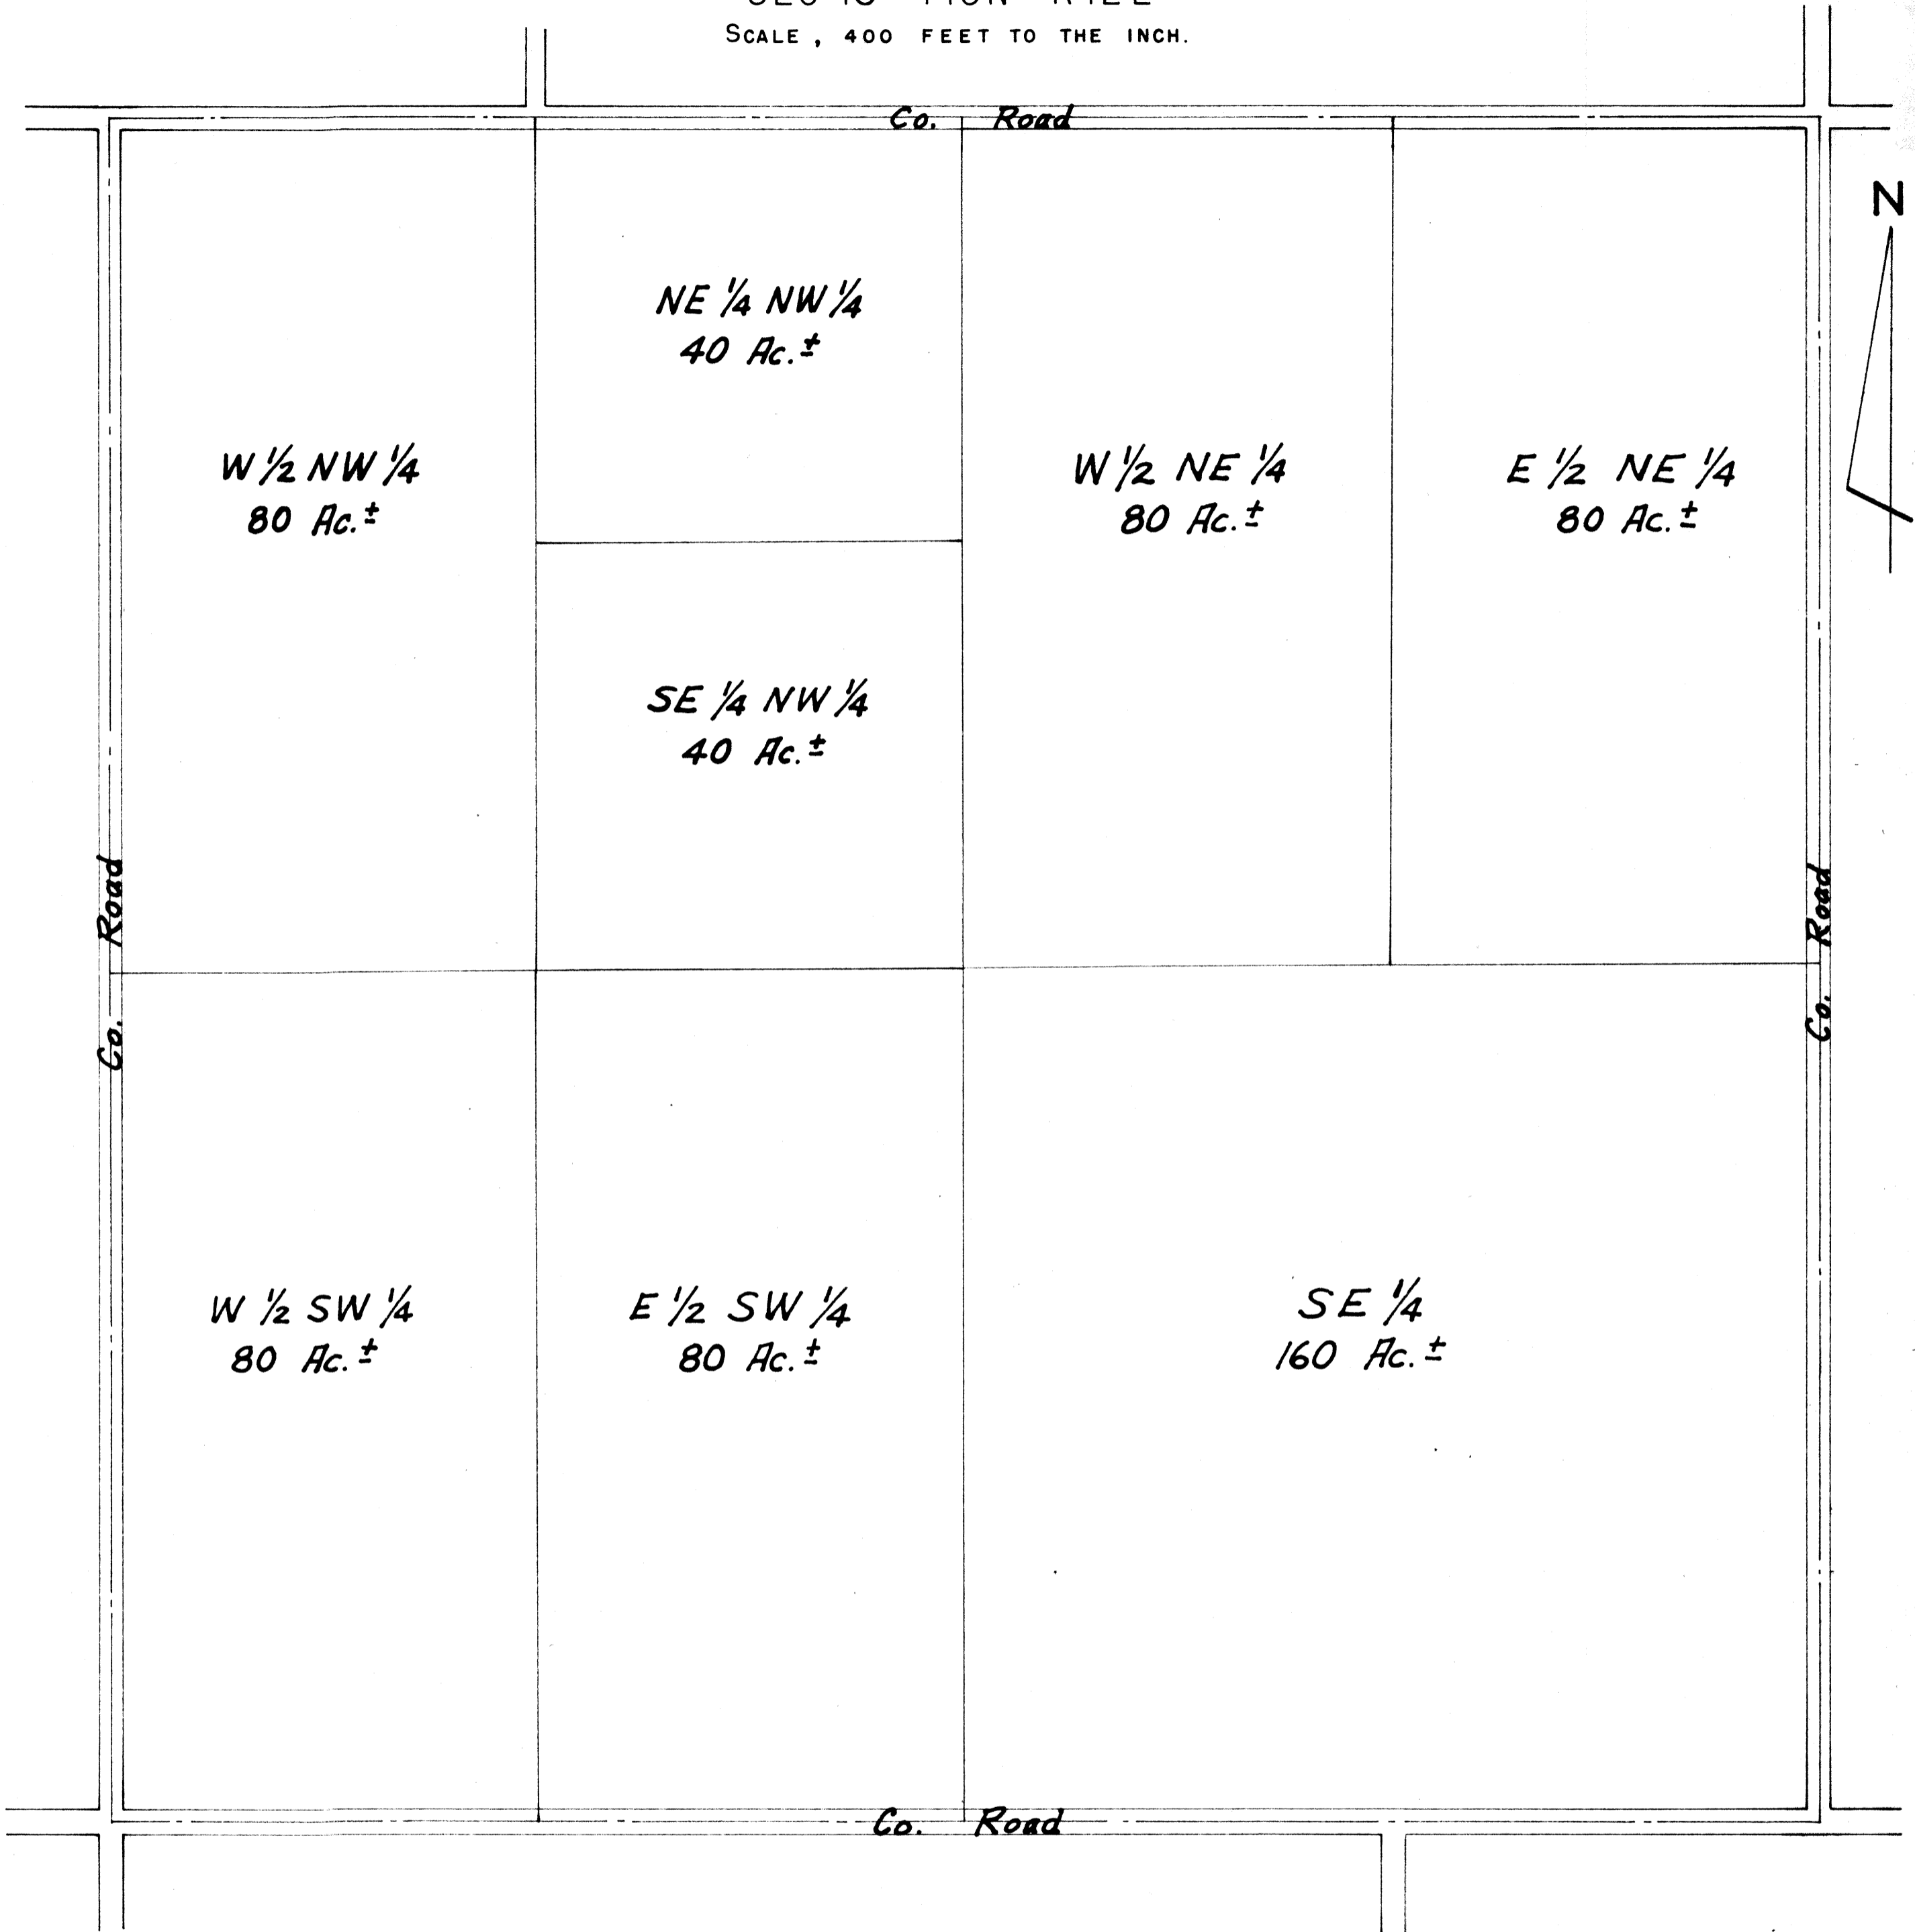 SCALE, 400 FEET TO THE INCH.
Co. Road
N
NE 1/4 NW 1/4
40 Ac.±
W 1/2 NW 1/4
80 Ac.±
W 1/2 NE 1/4
80 Ac.±
E 1/2 NE 1/4
80 Ac.±
SE 1/4 NW 1/4
40 Ac.±
Co. Road
Co. Road
W 1/2 SW 1/4
80 Ac.±
E 1/2 SW 1/4
80 Ac.±
SE 1/4
160 Ac.±
Co. Road